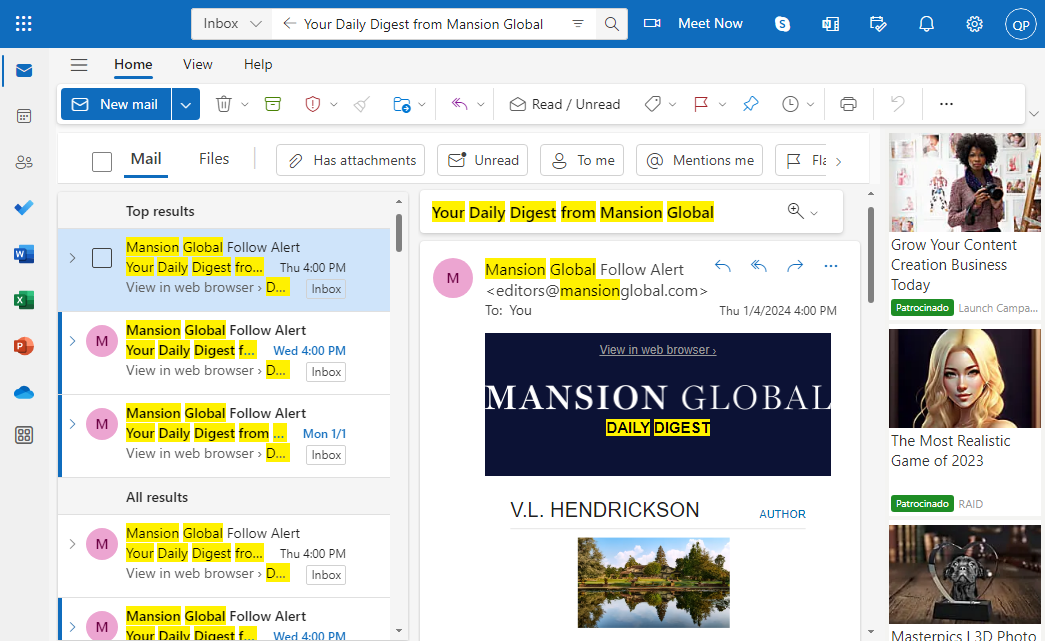 Inbox
Your Daily Digest from Mansion Global
Meet Now
QP
Home
View
Help
New mail
Read / Unread
Mail
Files
Has attachments
Unread
To me
Mentions me
Fla
Top results
Mansion Global Follow Alert
Your Daily Digest fro... Thu 4:00 PM
View in web browser › D... Inbox
M
Mansion Global Follow Alert
Your Daily Digest f... Wed 4:00 PM
View in web browser › D... Inbox
M
Mansion Global Follow Alert
Your Daily Digest from ... Mon 1/1
View in web browser › D... Inbox
All results
M
Mansion Global Follow Alert
Your Daily Digest fro... Thu 4:00 PM
View in web browser › D... Inbox
M
Mansion Global Follow Alert
Your Daily Digest f... Wed 4:00 PM
Your Daily Digest from Mansion Global
M
Mansion Global Follow Alert
<editors@mansionglobal.com>
To: You
Thu 1/4/2024 4:00 PM
View in web browser ›
MANSION GLOBAL
DAILY DIGEST
V.L. HENDRICKSON
AUTHOR
Grow Your Content
Creation Business
Today
Patrocinado Launch Campa...
The Most Realistic
Game of 2023
Patrocinado RAID
Masterpics | 3D Photo